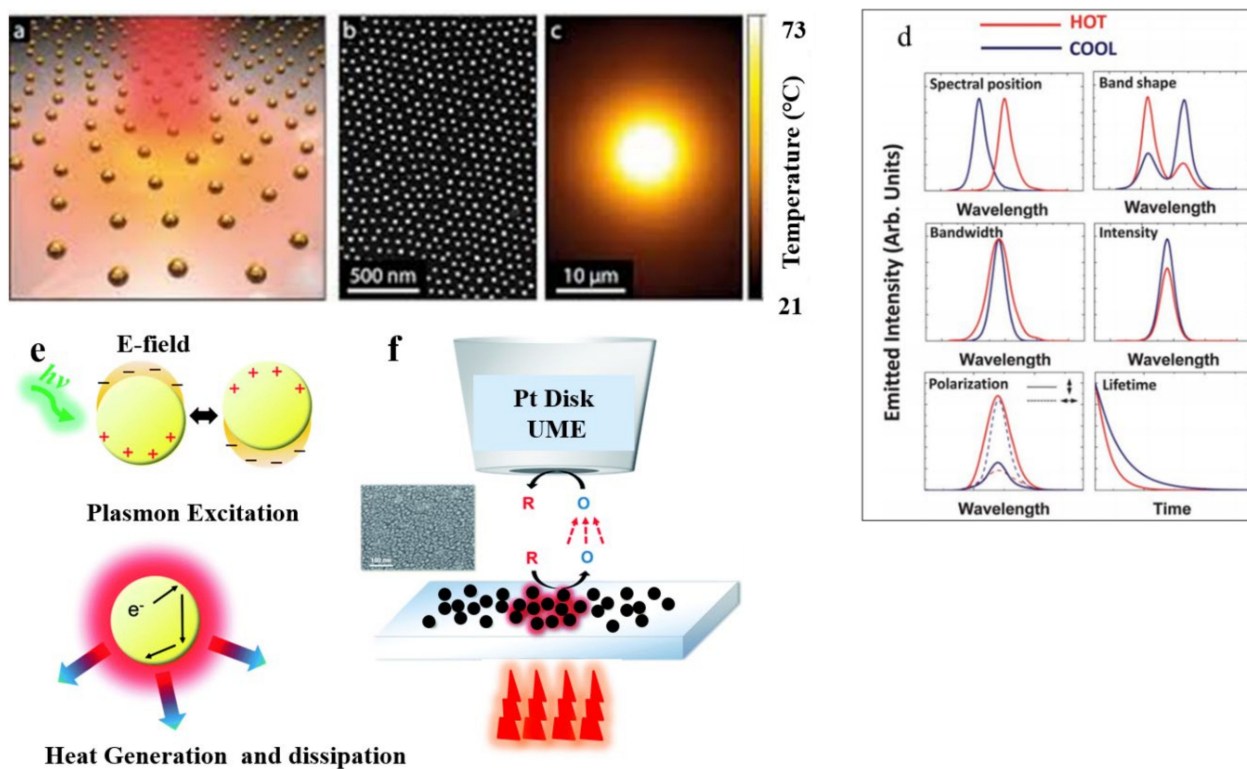 a
b
c
500 nm
10 µm
73
Temperature (°C)
21
d
HOT
COOL
Emitted Intensity (Arb. Units)
Spectral position
Band shape
Wavelength
Wavelength
Bandwidth
Intensity
Wavelength
Wavelength
Polarization
Lifetime
Wavelength
Time
e
E-field
hν
− − − −
+ + + +
+ + + +
− − − −
Plasmon Excitation
e-
Heat Generation and dissipation
f
Pt Disk
UME
R
O
R
O